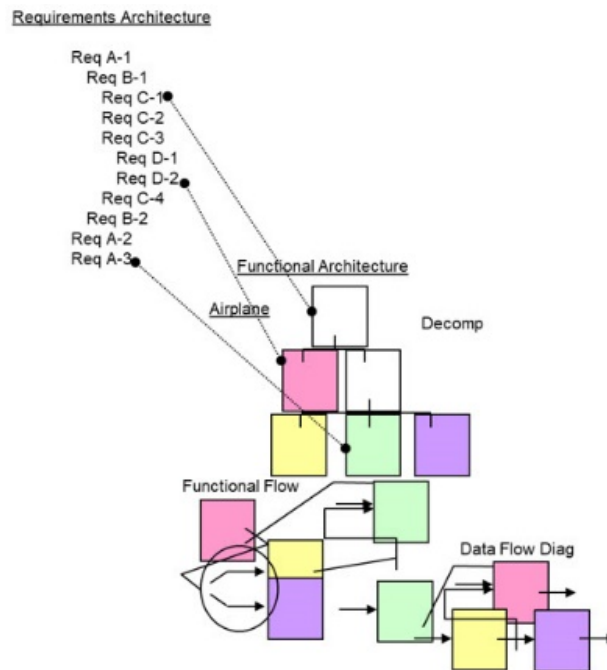 Requirements Architecture
Req A-1
Req B-1
Req C-1
Req C-2
Req C-3
Req D-1
Req D-2
Req C-4
Req B-2
Req A-2
Req A-3
Functional Architecture
Airplane
Decomp
Functional Flow
Data Flow Diag